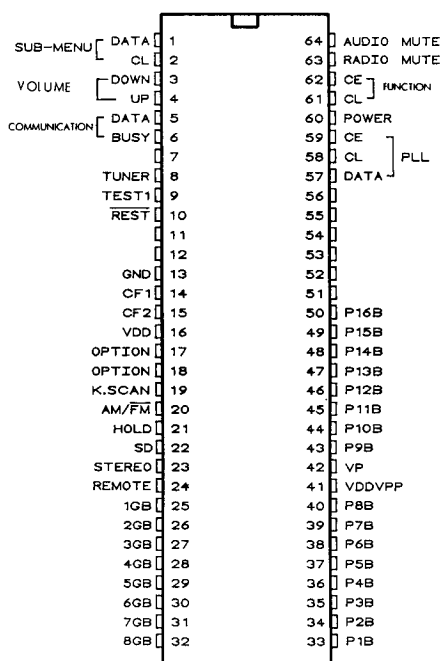 SUB-MENU DATA 1 64 AUDIO MUTE
CL 2 63 RADIO MUTE
VOLUME DOWN 3 62 CE FUNCTION
UP 4 61 CL
COMMUNICATION DATA 5 60 POWER
BUSY 6 59 CE PLL
7 58 CL
TUNER 8 57 DATA
TEST1 9 56
REST 10 55
11 54
12 53
GND 13 52
CF1 14 51
CF2 15 50 P16B
VDD 16 49 P15B
OPTION 17 48 P14B
OPTION 18 47 P13B
K.SCAN 19 46 P12B
AM/FM 20 45 P11B
HOLD 21 44 P10B
SD 22 43 P9B
STEREO 23 42 VP
REMOTE 24 41 VDDVPP
1GB 25 40 P8B
2GB 26 39 P7B
3GB 27 38 P6B
4GB 28 37 P5B
5GB 29 36 P4B
6GB 30 35 P3B
7GB 31 34 P2B
8GB 32 33 P1B